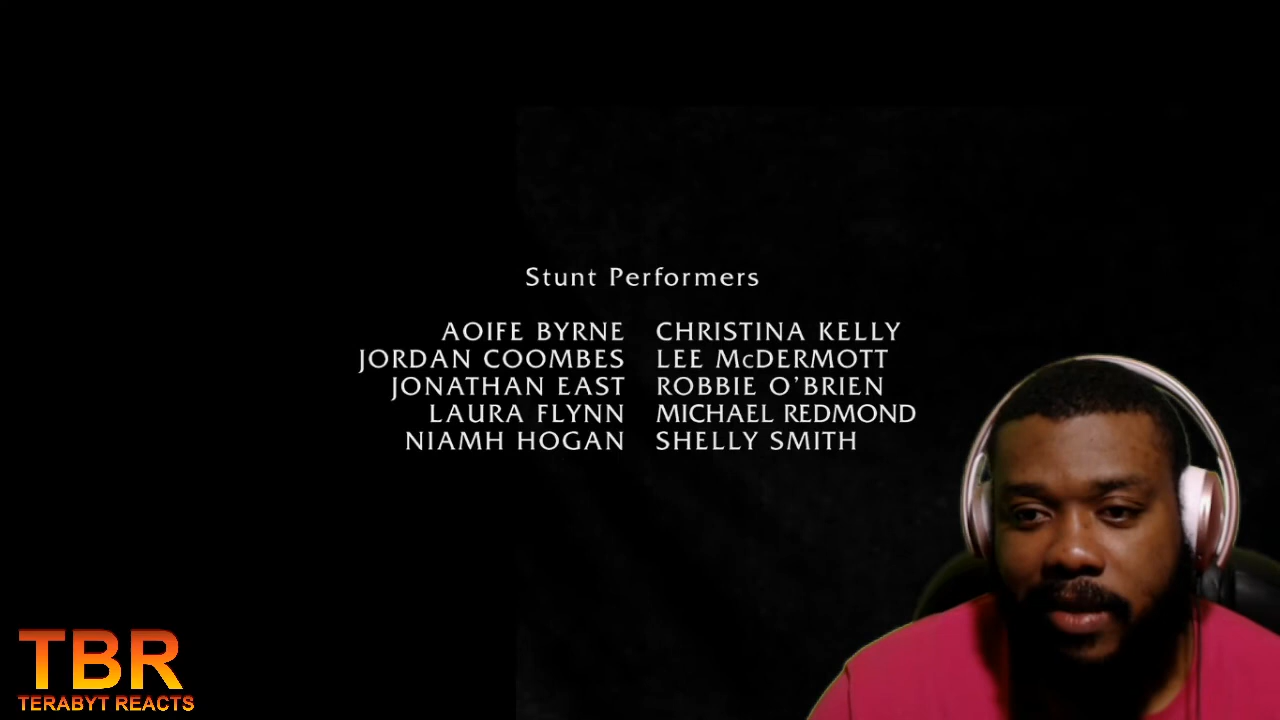 Stunt Performers
AOIFE BYRNE CHRISTINA KELLY
JORDAN COOMBES LEE McDERMOTT
JONATHAN EAST ROBBIE O'BRIEN
LAURA FLYNN MICHAEL REDMOND
NIAMH HOGAN SHELLY SMITH
TBR
TERABYT REACTS